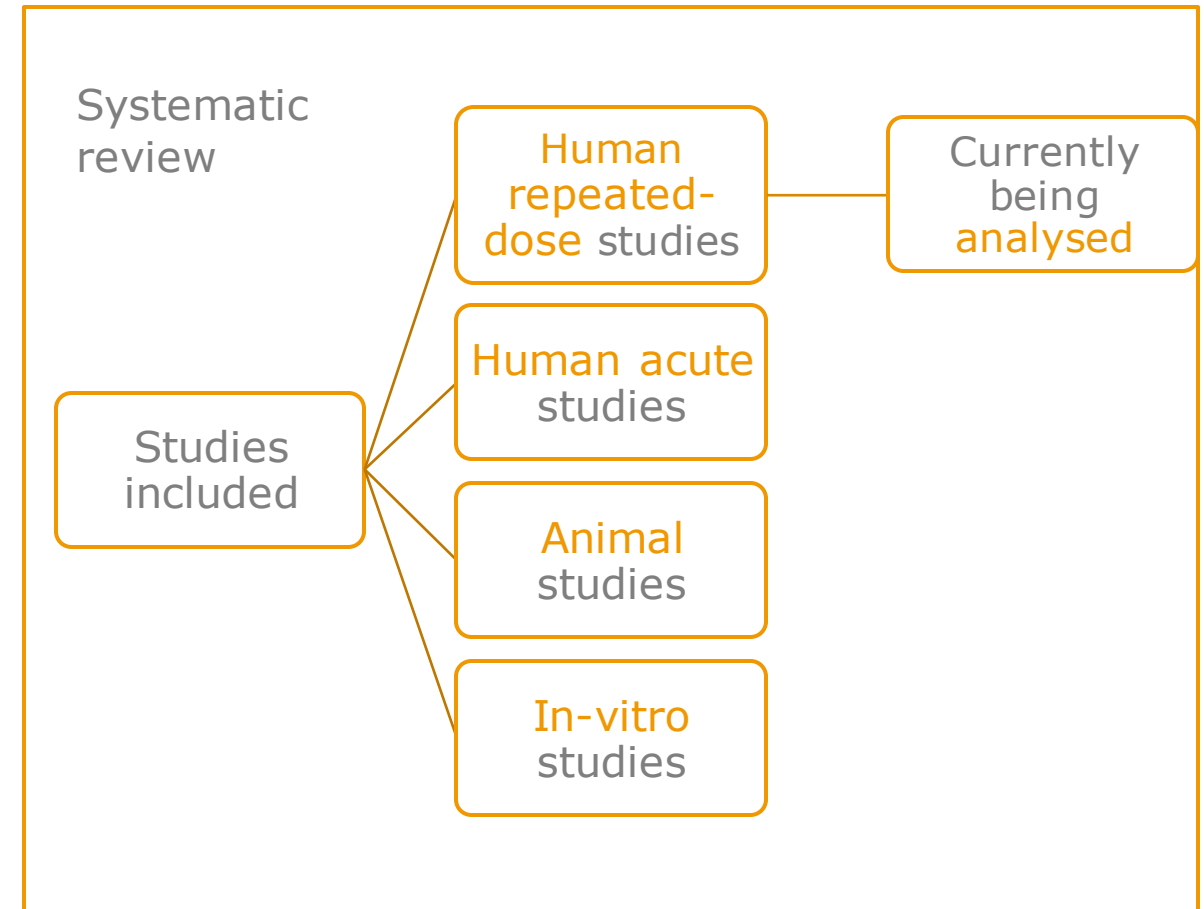 Systematic
review
Human
repeated-
dose studies
Currently
being
analysed
Human acute
studies
Studies
included
Animal
studies
In-vitro
studies